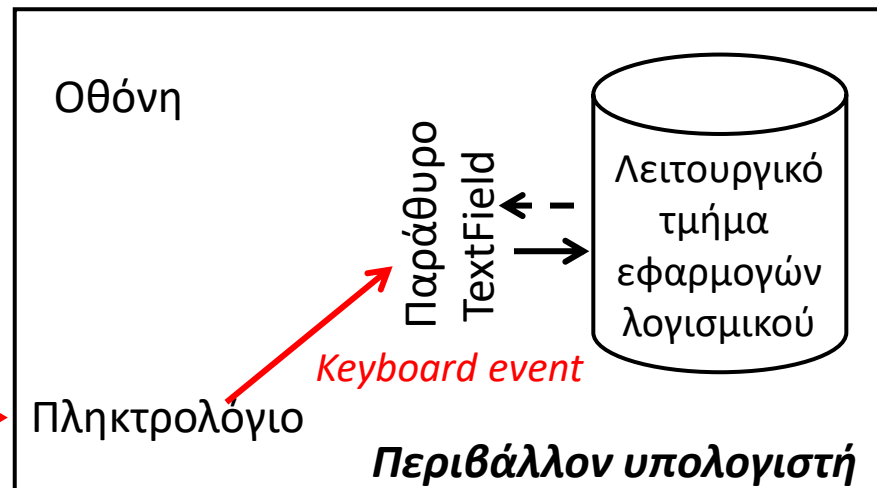 Οθόνη
Παράθυρο
TextField
Λειτουργικό
τμήμα
εφαρμογών
λογισμικού
Keyboard event
Πληκτρολόγιο
Περιβάλλον υπολογιστή